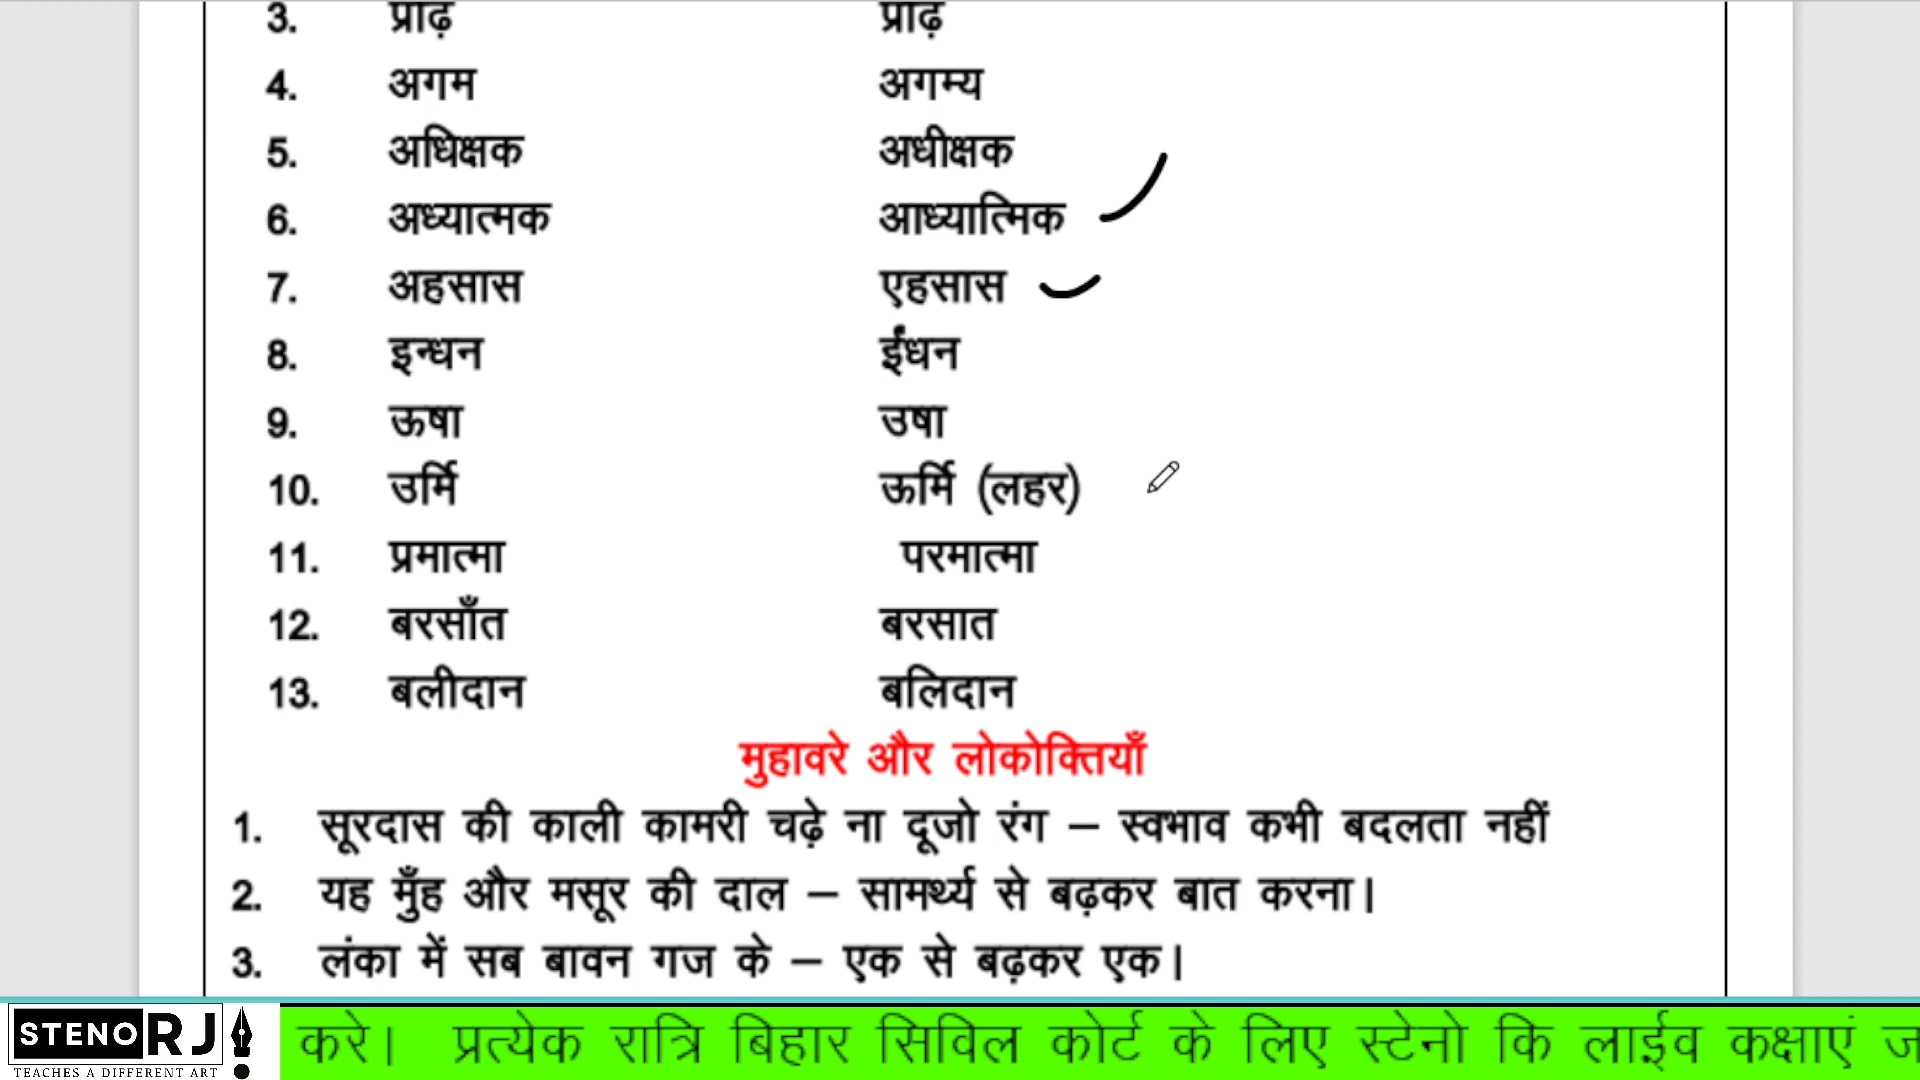 3. प्रौढ़ प्रौढ़
4. अगम अगम्य
5. अधिक्षक अधीक्षक
6. अध्यात्मक आध्यात्मिक
7. अहसास एहसास
8. इन्धन ईंधन
9. ऊषा उषा
10. उर्मि ऊर्मि (लहर)
11. प्रमात्मा परमात्मा
12. बरसाँत बरसात
13. बलीदान बलिदान
मुहावरे और लोकोक्तियाँ
1. सूरदास की काली कामरी चढ़े ना दूजो रंग – स्वभाव कभी बदलता नहीं
2. यह मुँह और मसूर की दाल – सामर्थ्य से बढ़कर बात करना।
3. लंका में सब बावन गज के – एक से बढ़कर एक।
STENO RJ
TEACHES A DIFFERENT ART
करे। प्रत्येक रात्रि बिहार सिविल कोर्ट के लिए स्टेनो कि लाईव कक्षाएं ज